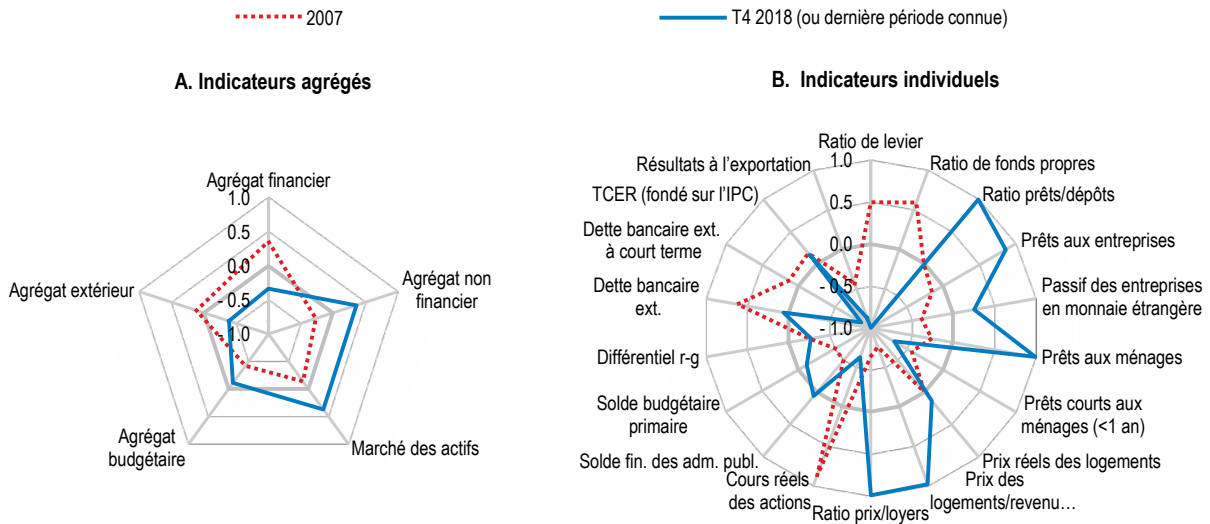 2007
T4 2018 (ou dernière période connue)
A. Indicateurs agrégés
B. Indicateurs individuels
Agrégat financier
1.0
0.5
0.0
- 0.5
- 1.0
Agrégat non
financier
Marché des actifs
Agrégat
budgétaire
Agrégat extérieur
Ratio de levier
1.0
0.5
0.0
- 0.5
- 1.0
Ratio de fonds propres
Ratio prêts/dépôts
Prêts aux entreprises
Passif des entreprises
en monnaie étrangère
Prêts aux ménages
Prêts courts aux
ménages (<1 an)
Prix réels des logements
Prix des
logements/revenu…
Ratio prix/loyers
Cours réels
des actions
Solde fin. des adm. publ.
Solde budgétaire
primaire
Différentiel r-g
Dette bancaire
ext.
Dette bancaire ext.
à court terme
TCER (fondé sur l'IPC)
Résultats à l'exportation